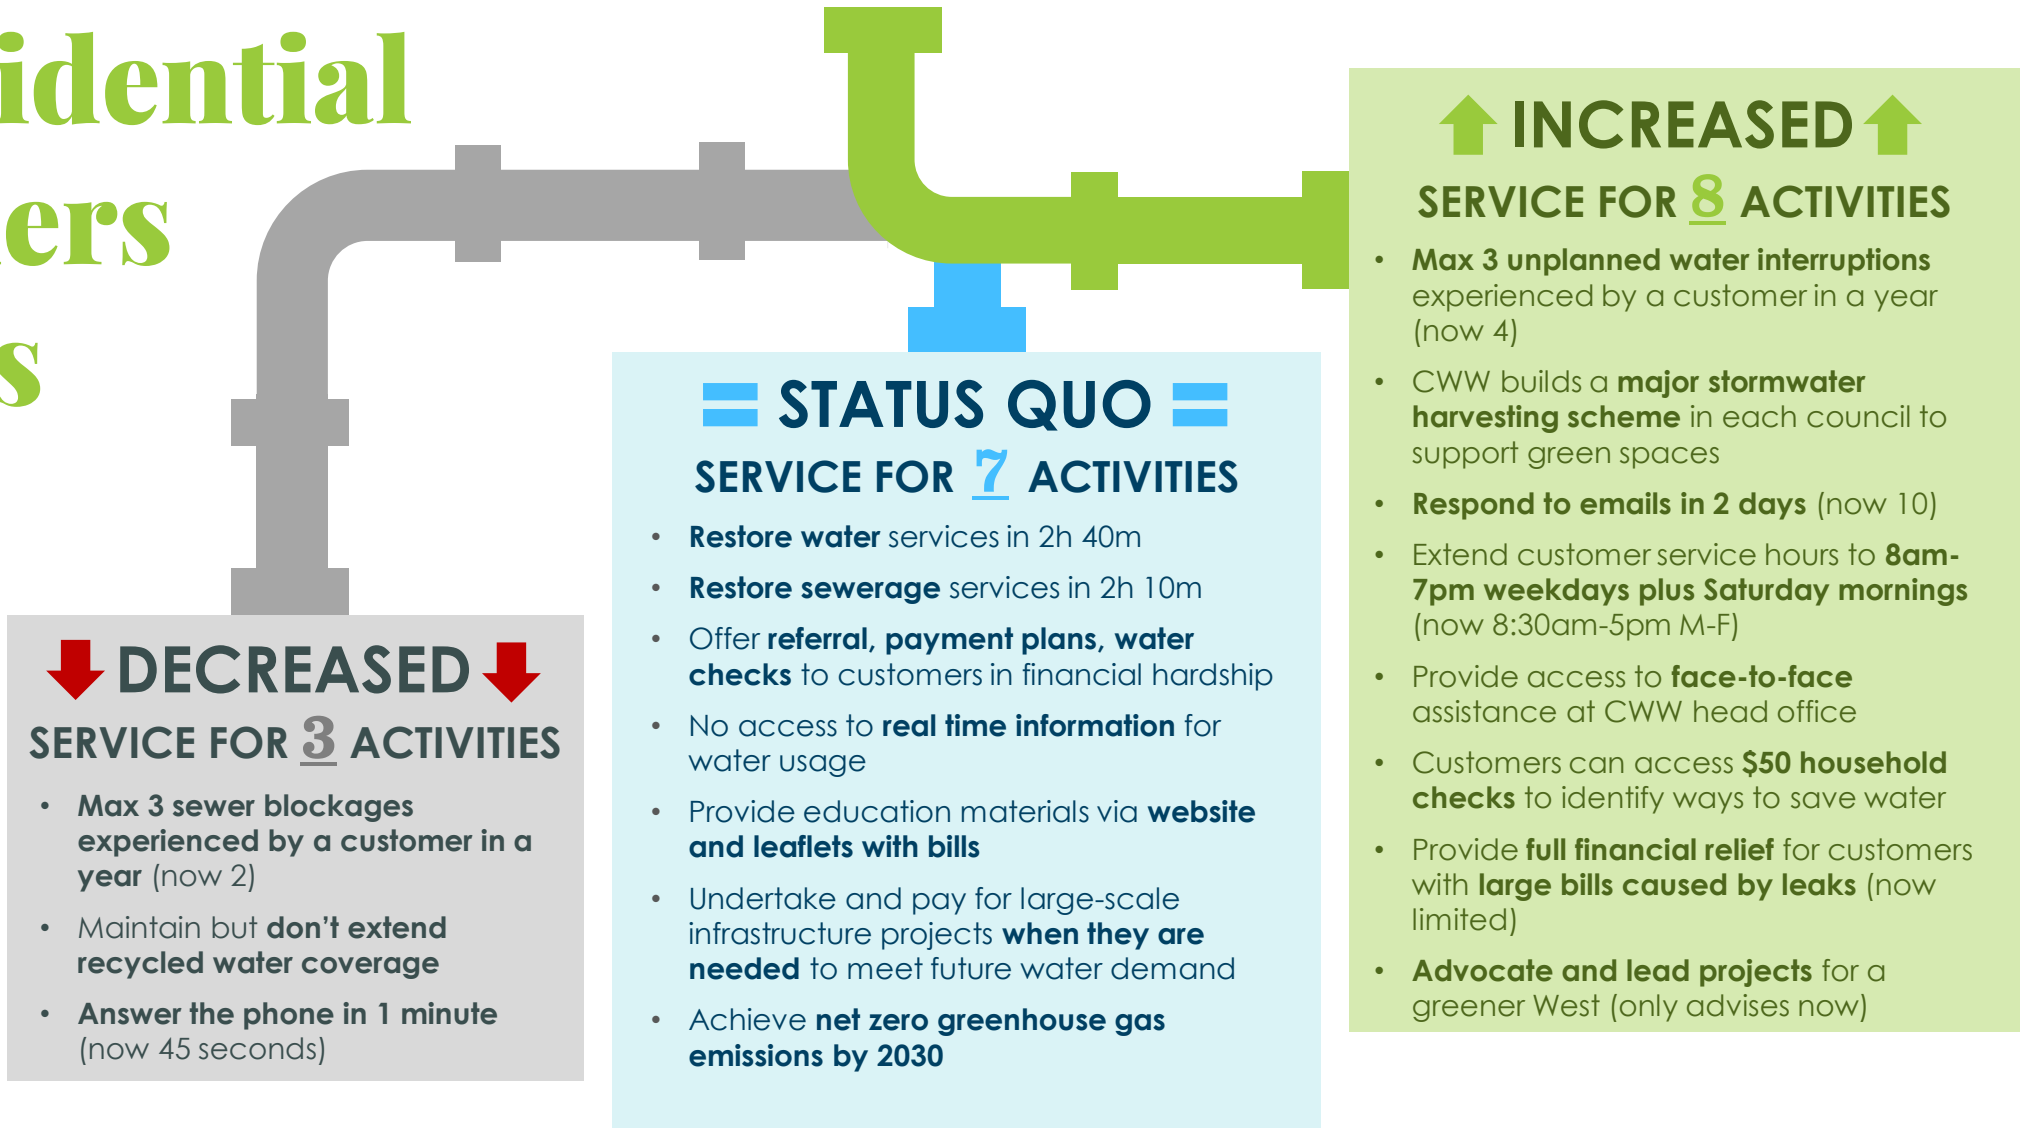 idential
ers
s
INCREASED
SERVICE FOR 8 ACTIVITIES
• Max 3 unplanned water interruptions
experienced by a customer in a year
(now 4)
• CWW builds a major stormwater
harvesting scheme in each council to
support green spaces
• Respond to emails in 2 days (now 10)
• Extend customer service hours to 8am-
7pm weekdays plus Saturday mornings
(now 8:30am-5pm M-F)
• Provide access to face-to-face
assistance at CWW head office
• Customers can access $50 household
checks to identify ways to save water
• Provide full financial relief for customers
with large bills caused by leaks (now
limited)
• Advocate and lead projects for a
greener West (only advises now)
STATUS QUO
SERVICE FOR 7 ACTIVITIES
• Restore water services in 2h 40m
• Restore sewerage services in 2h 10m
• Offer referral, payment plans, water
checks to customers in financial hardship
• No access to real time information for
water usage
• Provide education materials via website
and leaflets with bills
• Undertake and pay for large-scale
infrastructure projects when they are
needed to meet future water demand
• Achieve net zero greenhouse gas
emissions by 2030
DECREASED
SERVICE FOR 3 ACTIVITIES
• Max 3 sewer blockages
experienced by a customer in a
year (now 2)
• Maintain but don't extend
recycled water coverage
• Answer the phone in 1 minute
(now 45 seconds)